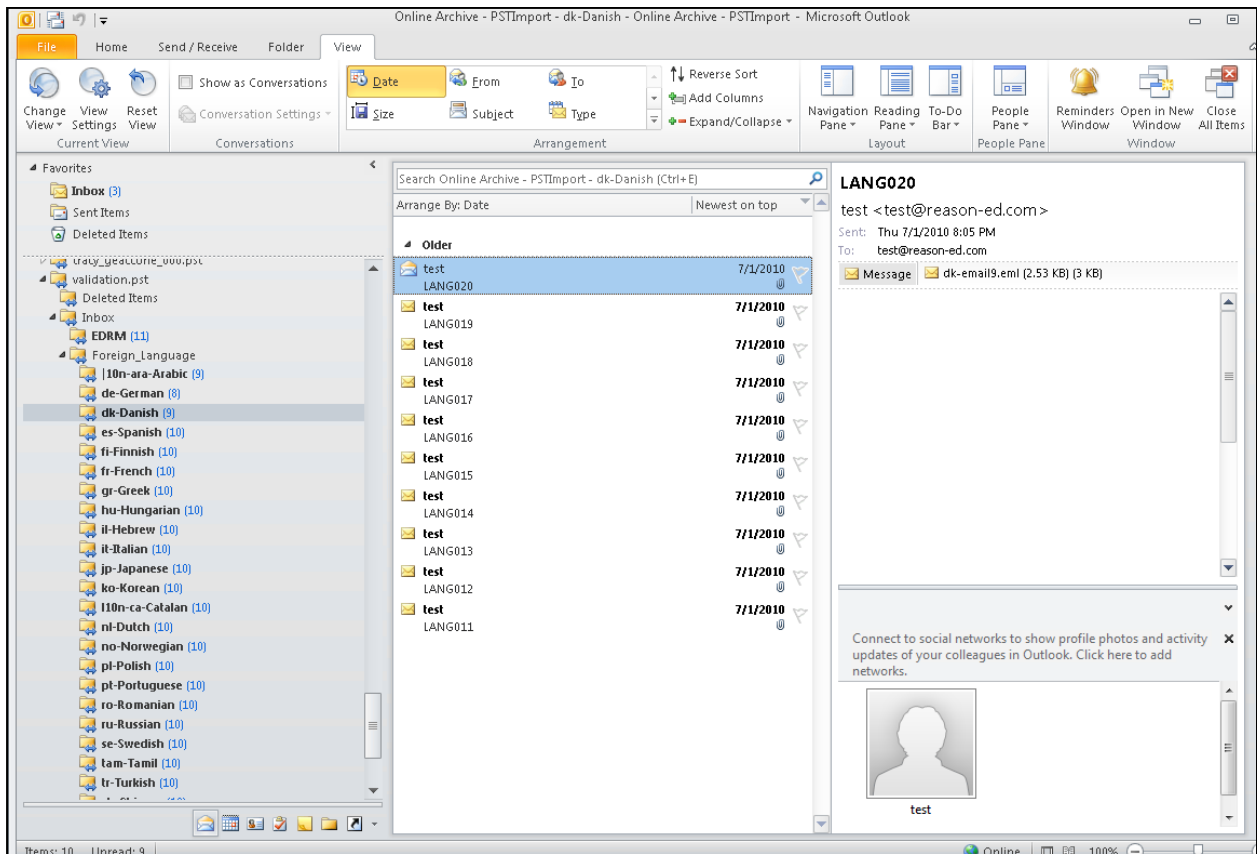 Online Archive - PSTImport - dk-Danish - Online Archive - PSTImport - Microsoft Outlook
File Home Send / Receive Folder View
Change View View Settings Reset View
Current View
Show as Conversations
Conversation Settings
Conversations
Date From To
Size Subject Type
Arrangement
Reverse Sort
Add Columns
Expand/Collapse
Navigation Pane Reading Pane To-Do Bar
Layout
People Pane
People Pane
Reminders Window Open in New Window Close All Items
Window
Favorites
Inbox (3)
Sent Items
Deleted Items
validation.pst
Deleted Items
Inbox
EDRM (11)
Foreign_Language
|10n-ara-Arabic (9)
de-German (8)
dk-Danish (9)
es-Spanish (10)
fi-Finnish (10)
fr-French (10)
gr-Greek (10)
hu-Hungarian (10)
il-Hebrew (10)
it-Italian (10)
jp-Japanese (10)
ko-Korean (10)
l10n-ca-Catalan (10)
nl-Dutch (10)
no-Norwegian (10)
pl-Polish (10)
pt-Portuguese (10)
ro-Romanian (10)
ru-Russian (10)
se-Swedish (10)
tam-Tamil (10)
tr-Turkish (10)
Search Online Archive - PSTImport - dk-Danish (Ctrl+E)
Arrange By: Date Newest on top
Older
test 7/1/2010
LANG020
test 7/1/2010
LANG019
test 7/1/2010
LANG018
test 7/1/2010
LANG017
test 7/1/2010
LANG016
test 7/1/2010
LANG015
test 7/1/2010
LANG014
test 7/1/2010
LANG013
test 7/1/2010
LANG012
test 7/1/2010
LANG011
LANG020
test <test@reason-ed.com>
Sent: Thu 7/1/2010 8:05 PM
To: test@reason-ed.com
Message dk-email9.eml (2.53 KB) (3 KB)
Connect to social networks to show profile photos and activity
updates of your colleagues in Outlook. Click here to add
networks.
test
Items: 10 Unread: 9
Online 100%